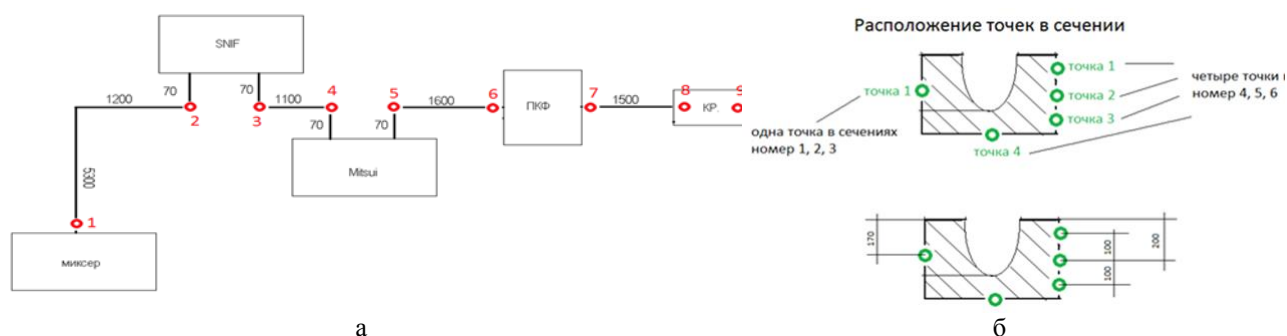 SNIF
70
70
1200
2
3
1100
4
5
1600
6
ПКФ
7
1500
8
9
КР.
70
70
Mitsui
5300
1
миксер
а
Расположение точек в сечении
точка 1
точка 1
точка 2
точка 3
точка 4
четыре точки
номер 4, 5, 6
одна точка в сечениях
номер 1, 2, 3
170
100
100
200
б